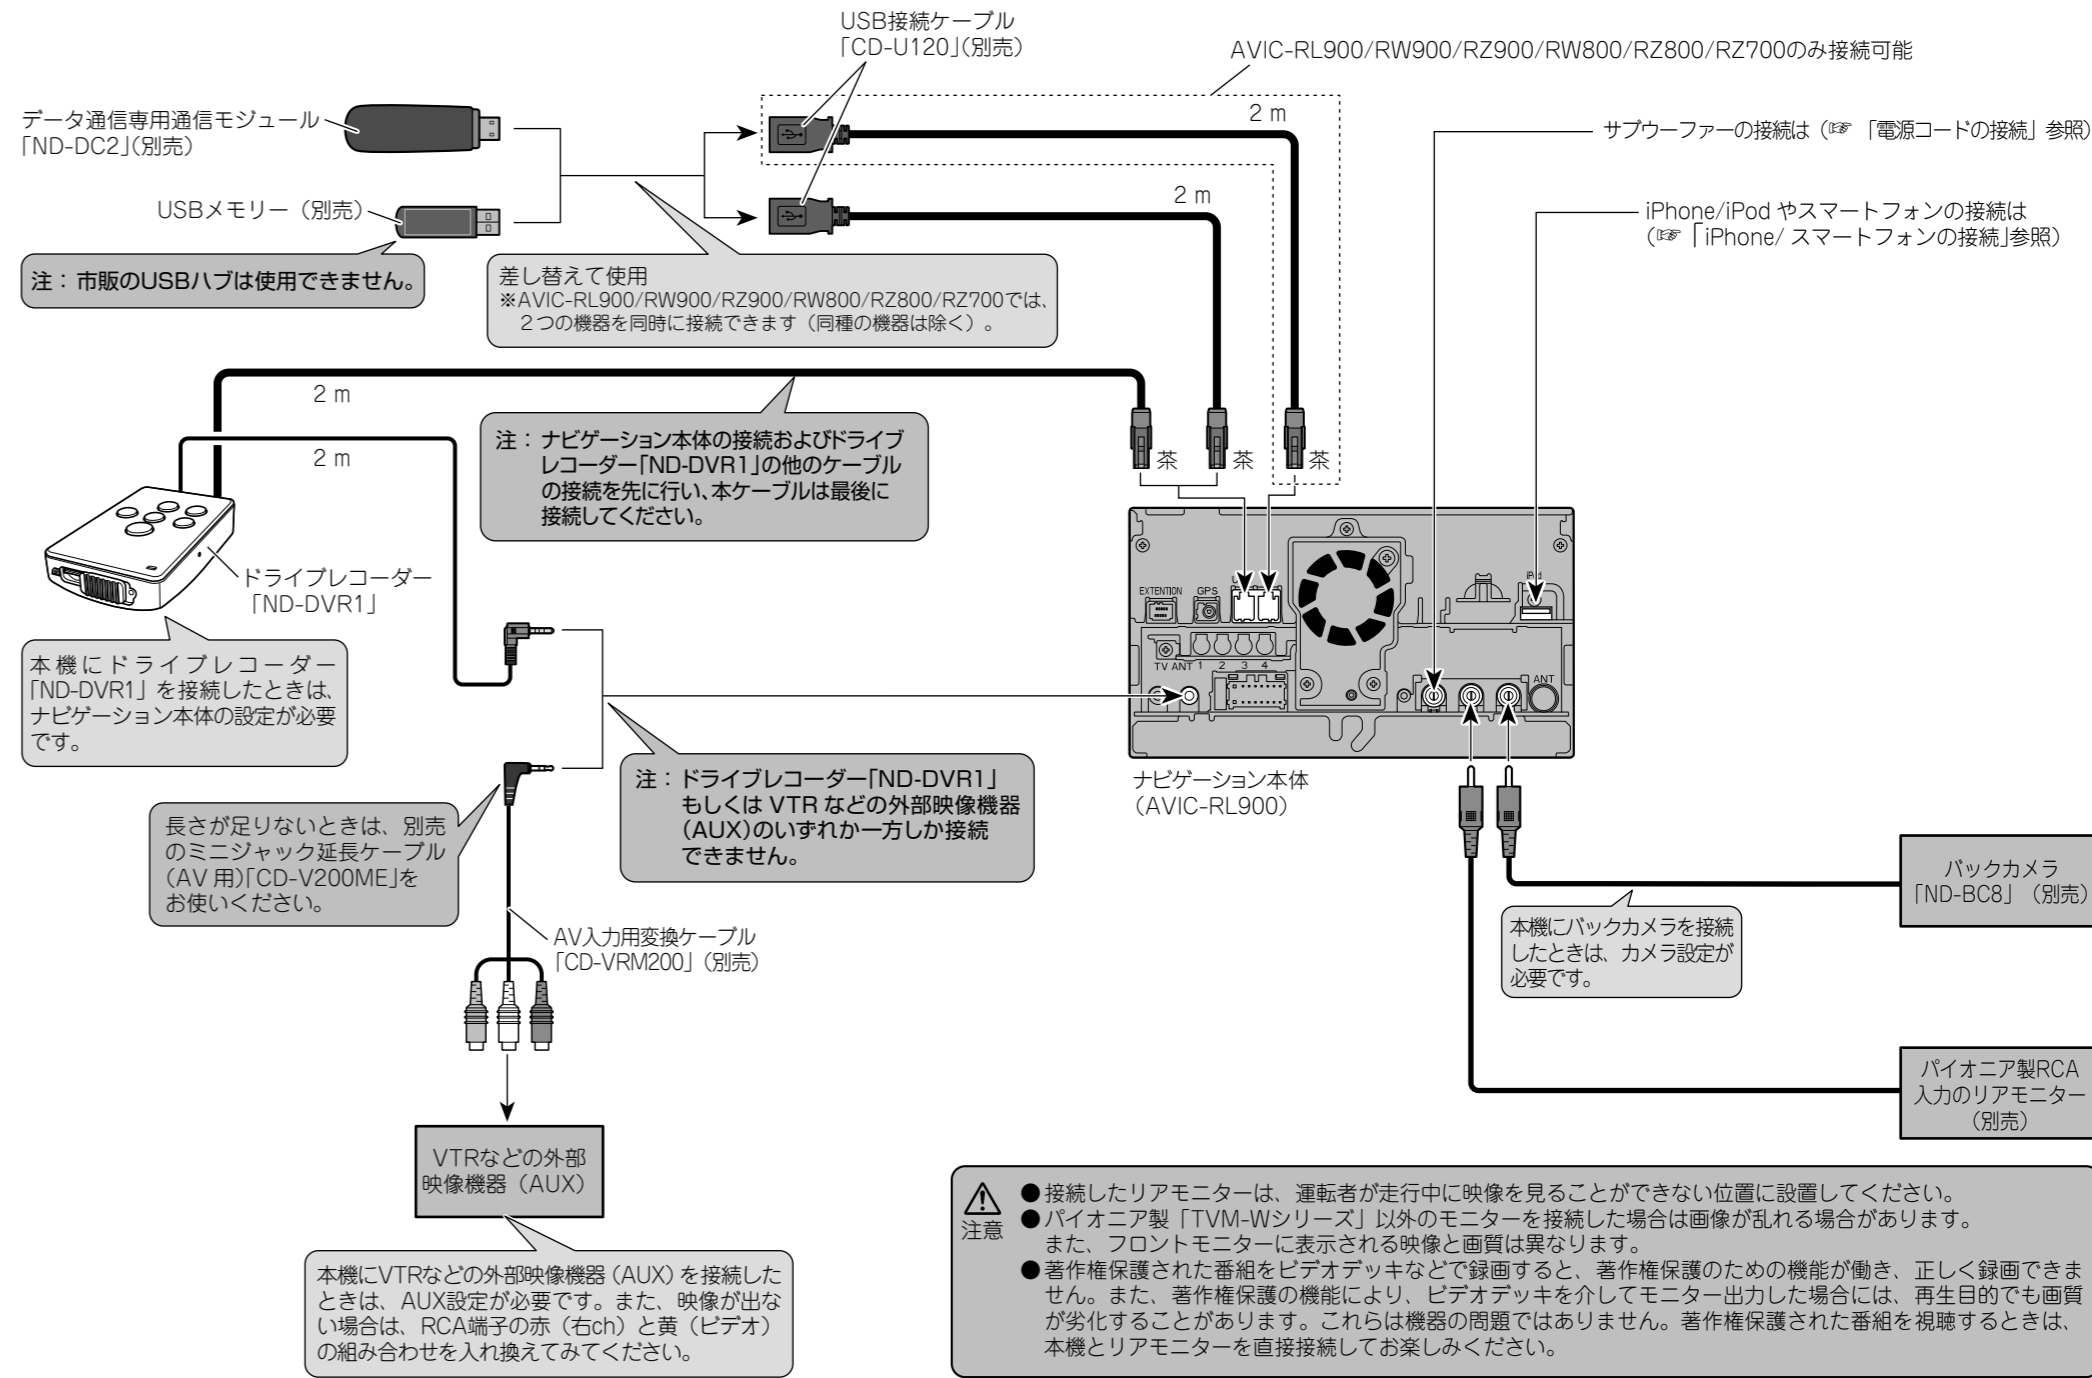 USB接続ケーブル
「CD-U120」(別売)
AVIC-RL900/RW900/RZ900/RW800/RZ800/RZ700のみ接続可能
データ通信専用通信モジュール
「ND-DC2」(別売)
2 m
サブウーファーの接続は(☞「電源コードの接続」参照)
USBメモリー(別売)
2 m
iPhone/iPod やスマートフォンの接続は
(☞「iPhone/ スマートフォンの接続」参照)
注:市販のUSBハブは使用できません。
差し替えて使用
※AVIC-RL900/RW900/RZ900/RW800/RZ800/RZ700では、
2つの機器を同時に接続できます(同種の機器は除く)。
2 m
2 m
注:ナビゲーション本体の接続およびドライブ
レコーダー「ND-DVR1」の他のケーブル
の接続を先に行い、本ケーブルは最後に
接続してください。
茶
茶
茶
ドライブレコーダー
「ND-DVR1」
EXTENTION
GPS
TV ANT 1 2 3 4
ANT
本機にドライブレコーダー
「ND-DVR1」を接続したときは、
ナビゲーション本体の設定が必要
です。
注:ドライブレコーダー「ND-DVR1」
もしくは VTR などの外部映像機器
(AUX)のいずれか一方しか接続
できません。
ナビゲーション本体
(AVIC-RL900)
長さが足りないときは、別売
のミニジャック延長ケーブル
(AV 用)「CD-V200ME」を
お使いください。
AV入力用変換ケーブル
「CD-VRM200」(別売)
バックカメラ
「ND-BC8」(別売)
本機にバックカメラを接続
したときは、カメラ設定が
必要です。
パイオニア製RCA
入力のリアモニター
(別売)
VTRなどの外部
映像機器(AUX)
本機にVTRなどの外部映像機器(AUX)を接続した
ときは、AUX設定が必要です。また、映像が出な
い場合は、RCA端子の赤(右ch)と黄(ビデオ)
の組み合わせを入れ換えてみてください。
注意
●接続したリアモニターは、運転者が走行中に映像を見ることができない位置に設置してください。
●パイオニア製「TVM-Wシリーズ」以外のモニターを接続した場合は画像が乱れる場合があります。
また、フロントモニターに表示される映像と画質は異なります。
●著作権保護された番組をビデオデッキなどで録画すると、著作権保護のための機能が働き、正しく録画できま
せん。また、著作権保護の機能により、ビデオデッキを介してモニター出力した場合には、再生目的でも画質
が劣化することがあります。これらは機器の問題ではありません。著作権保護された番組を視聴するときは、
本機とリアモニターを直接接続してお楽しみください。